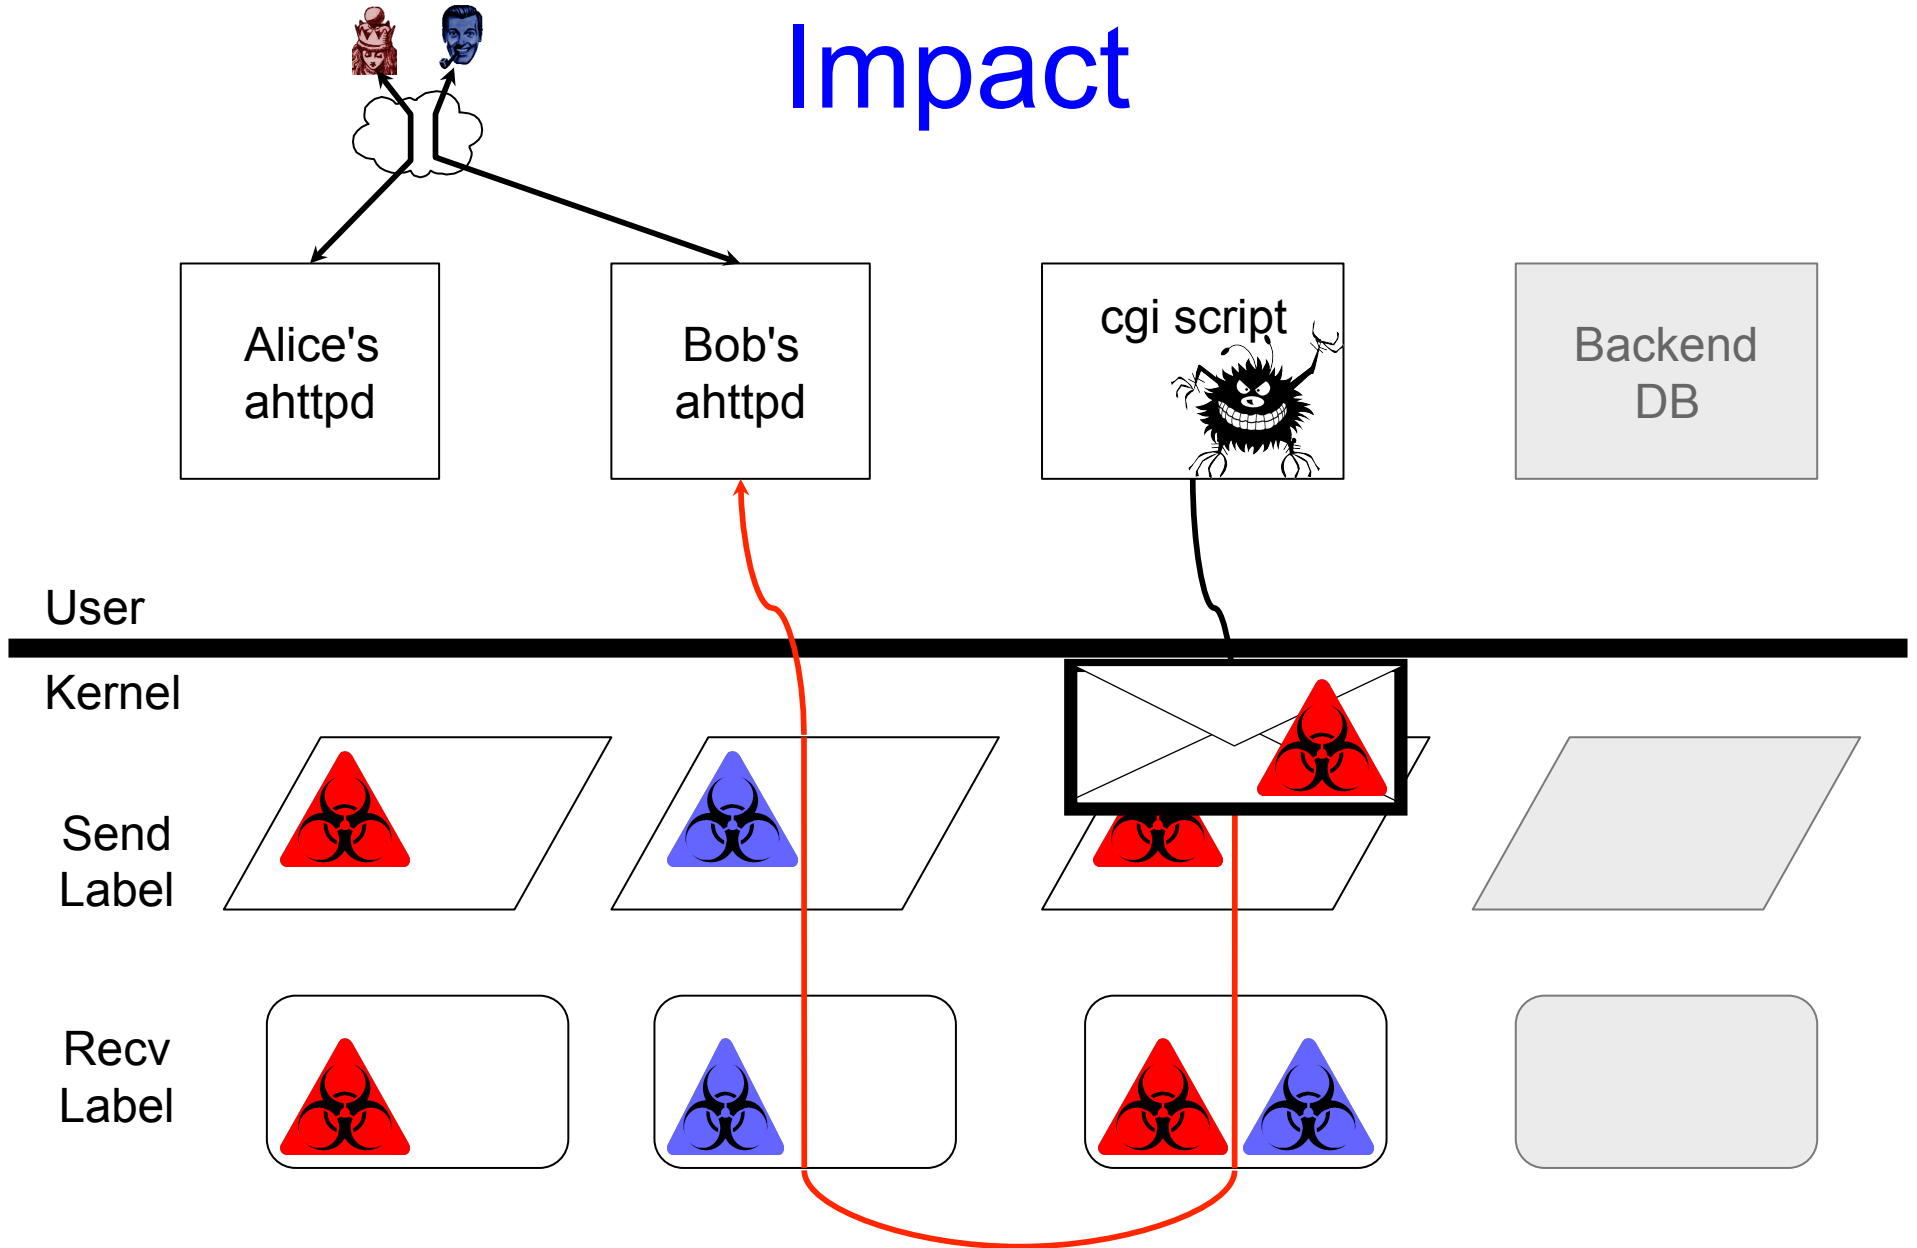 Impact
Alice's
ahttpd
Bob's
ahttpd
cgi script
Backend
DB
User
Kernel
Send
Label
Recv
Label